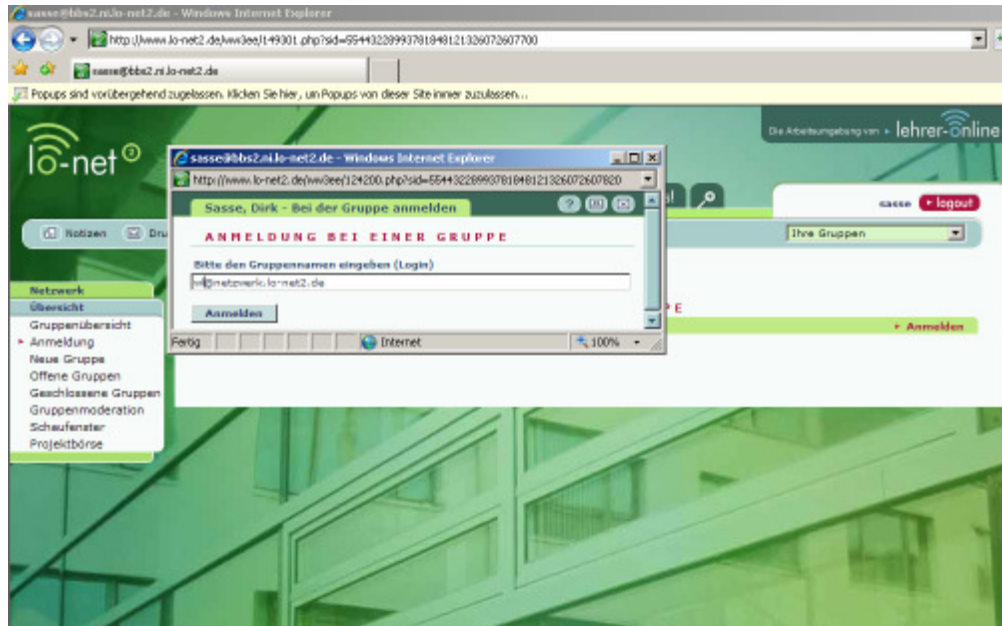 sasse@bbs2.ni.lo-net2.de - Windows Internet Explorer
http://www.lo-net2.de/ww3ee/149301.php?sid=55443228993781848121326072607700
sasse@bbs2.ni.lo-net2.de
Popups sind vorübergehend zugelassen. Klicken Sie hier, um Popups von dieser Site immer zuzulassen...
Die Arbeitsumgebung von lehrer-online
lo-net²
sasse logout
Notizen
Ihre Gruppen
sasse@bbs2.ni.lo-net2.de - Windows Internet Explorer
http://www.lo-net2.de/ww3ee/124200.php?sid=55443228993781848121326072607820
Sasse, Dirk - Bei der Gruppe anmelden
ANMELDUNG BEI EINER GRUPPE
Bitte den Gruppennamen eingeben (Login)
wi@netzwerk.lo-net2.de
Anmelden
Fertig
Internet
100%
PE
Anmelden
Netzwerk
Übersicht
Gruppenübersicht
Anmeldung
Neue Gruppe
Offene Gruppen
Geschlossene Gruppen
Gruppenmoderation
Schaufenster
Projektbörse